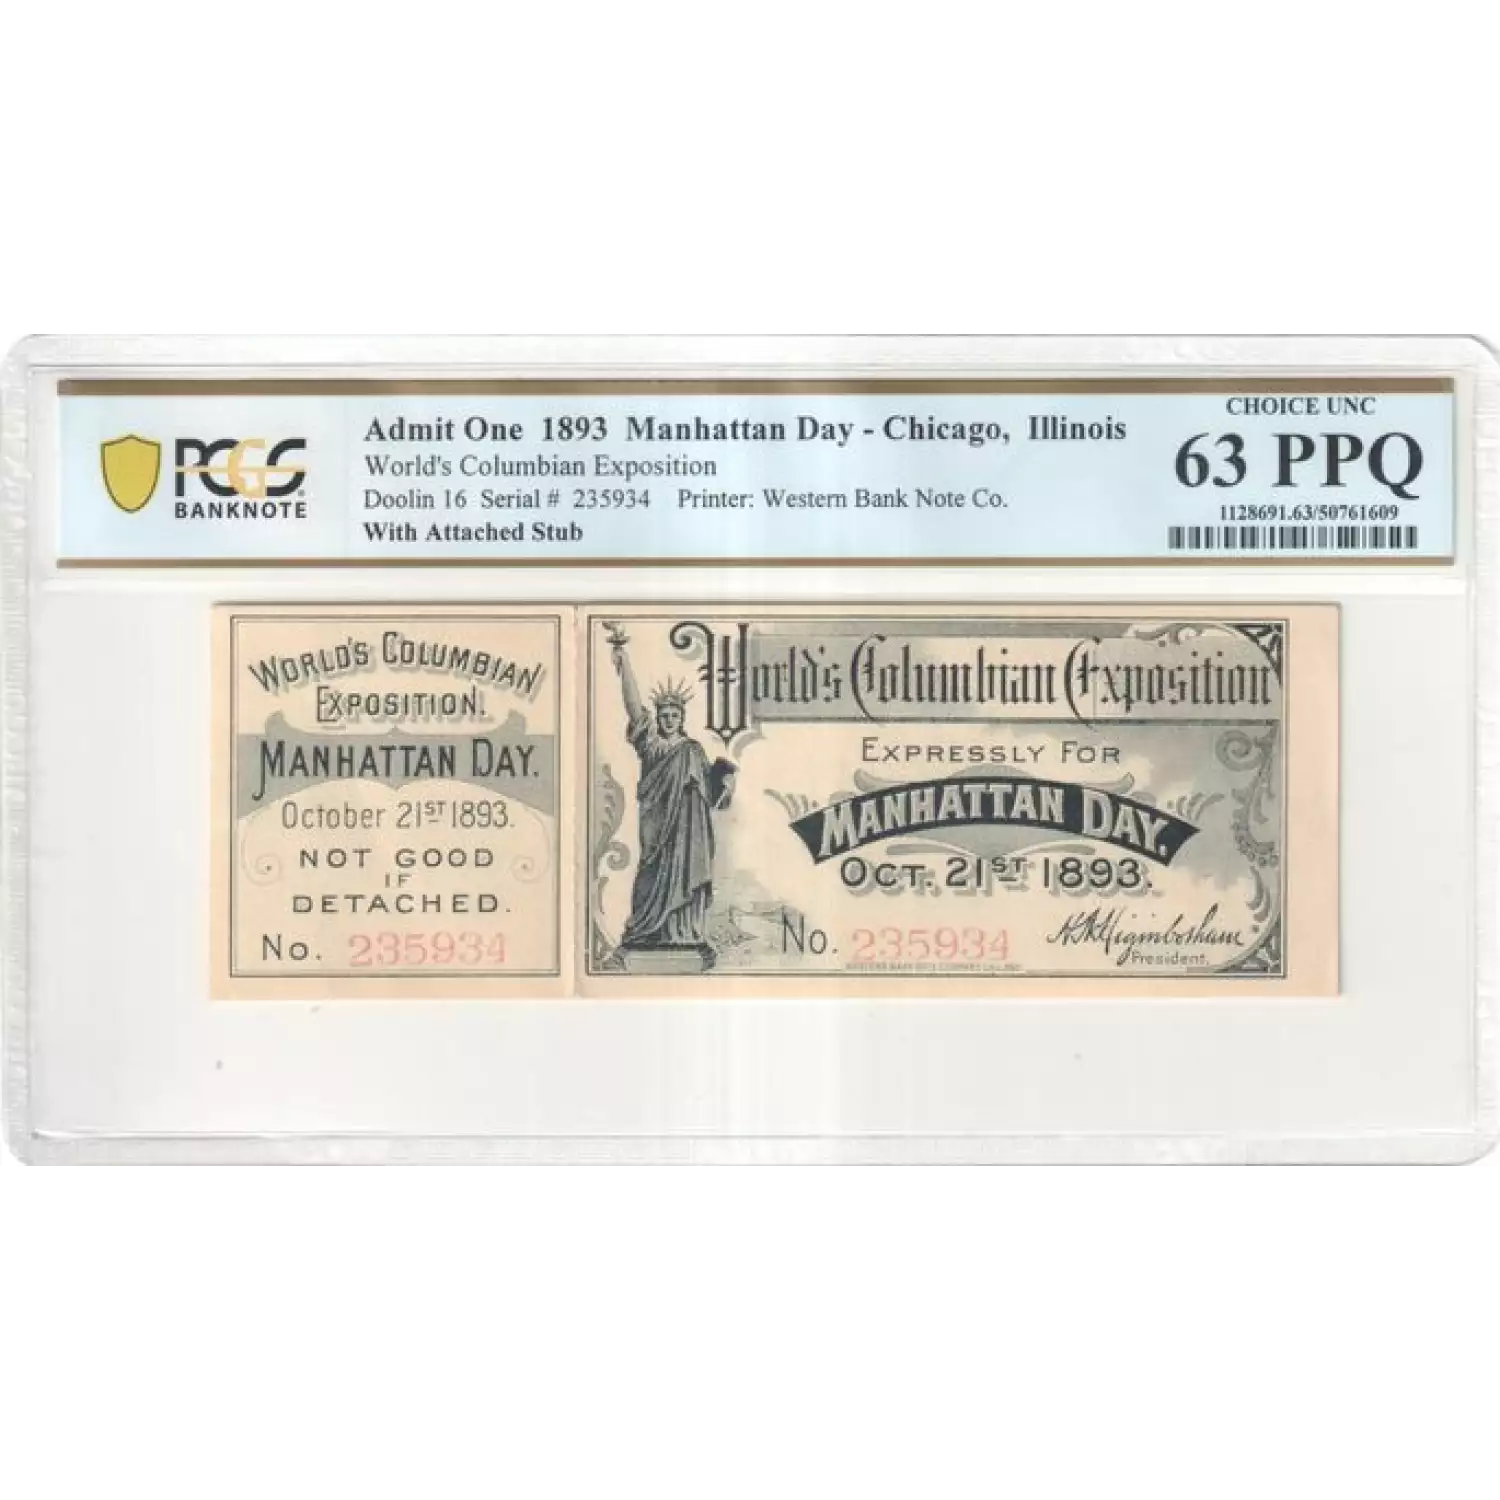 PCGS
BANKNOTE
Admit One 1893 Manhattan Day - Chicago, Illinois
World's Columbian Exposition
Doolin 16 Serial # 235934 Printer: Western Bank Note Co.
With Attached Stub
CHOICE UNC
63 PPQ
1128691.63/50761609
WORLD'S COLUMBIAN
EXPOSITION.
MANHATTAN DAY.
October 21ST 1893.
NOT GOOD
IF
DETACHED.
No. 235934
World's Columbian Exposition
EXPRESSLY FOR
MANHATTAN DAY.
OCT. 21ST 1893.
No. 235934
H.N. Higinbotham
President.